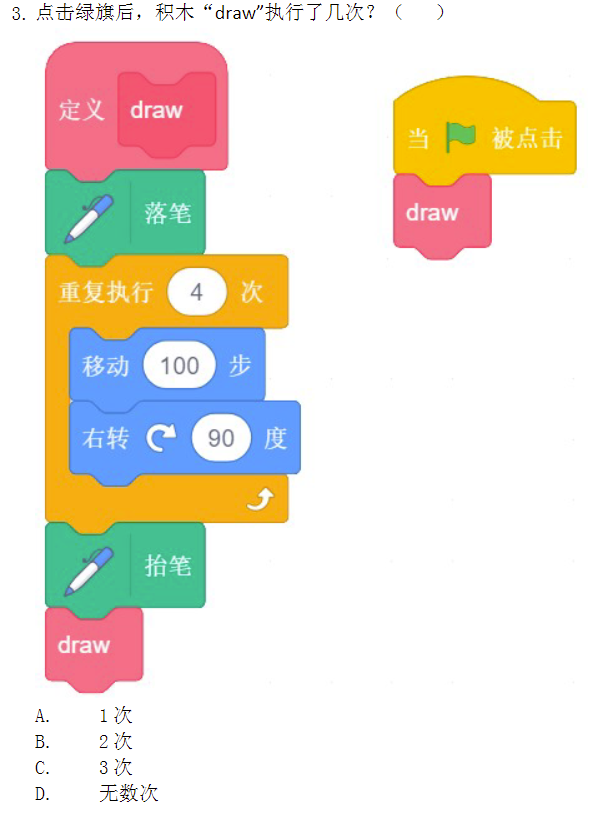 3. 点击绿旗后，积木“draw”执行了几次？（    ）
定义 draw
当 被点击
落笔
draw
重复执行 4 次
移动 100 步
右转 90 度
抬笔
draw
A. 1次
B. 2次
C. 3次
D. 无数次